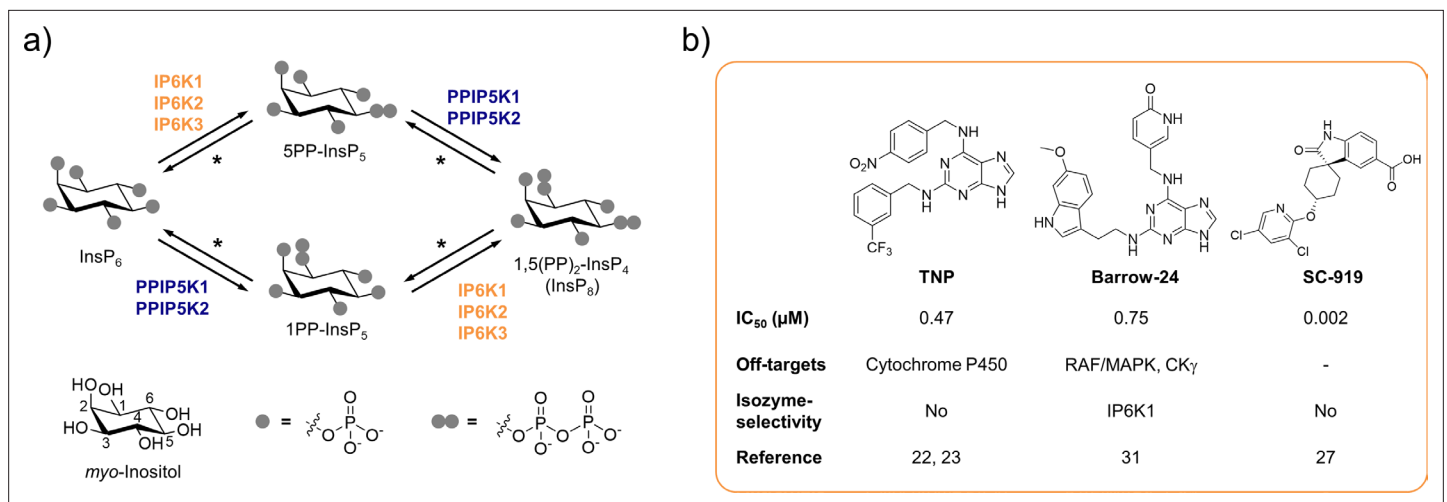 a)
IP6K1
IP6K2
IP6K3
*
5PP-InsP5
PPIP5K1
PPIP5K2
*
InsP6
1,5(PP)2-InsP4
(InsP8)
*
PPIP5K1
PPIP5K2
1PP-InsP5
*
IP6K1
IP6K2
IP6K3
HO OH
6
OH
2 1
4
HO
3
OH
5
OH
myo-Inositol
=
O
P
O
O-
O-
=
O O
P P
O O O-
O- O-
b)
O2N
HN
N
N
N
N
H
NH
CF3
TNP
O
NH
O
NH
N
N
N
N
H
HN
NH
Barrow-24
H
N
O
OH
O
O
N
Cl
Cl
SC-919
IC50 (μM) 0.47 0.75 0.002
Off-targets Cytochrome P450 RAF/MAPK, CKγ -
Isozyme-
selectivity No IP6K1 No
Reference 22, 23 31 27